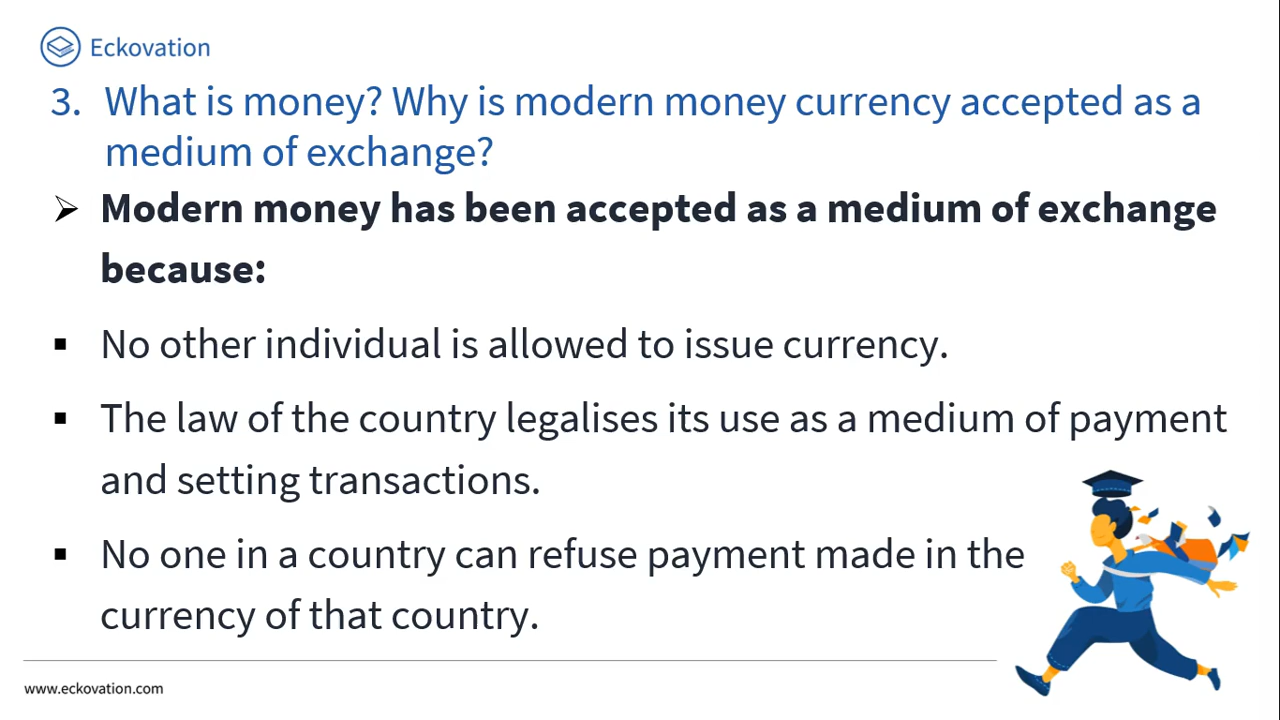 Eckovation
3. What is money? Why is modern money currency accepted as a
medium of exchange?
➢ Modern money has been accepted as a medium of exchange
because:
▪ No other individual is allowed to issue currency.
▪ The law of the country legalises its use as a medium of payment
and setting transactions.
▪ No one in a country can refuse payment made in the
currency of that country.
www.eckovation.com